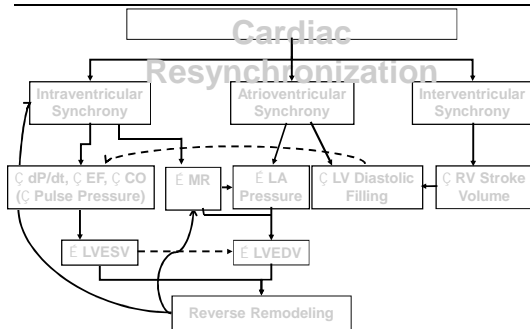 Cardiac
Resynchronization
Intraventricular
Synchrony
Atrioventricular
Synchrony
Interventricular
Synchrony
Ç dP/dt, Ç EF, Ç CO
(Ç Pulse Pressure)
É MR
É LA
Pressure
Ç LV Diastolic
Filling
Ç RV Stroke
Volume
É LVESV
É LVEDV
Reverse Remodeling